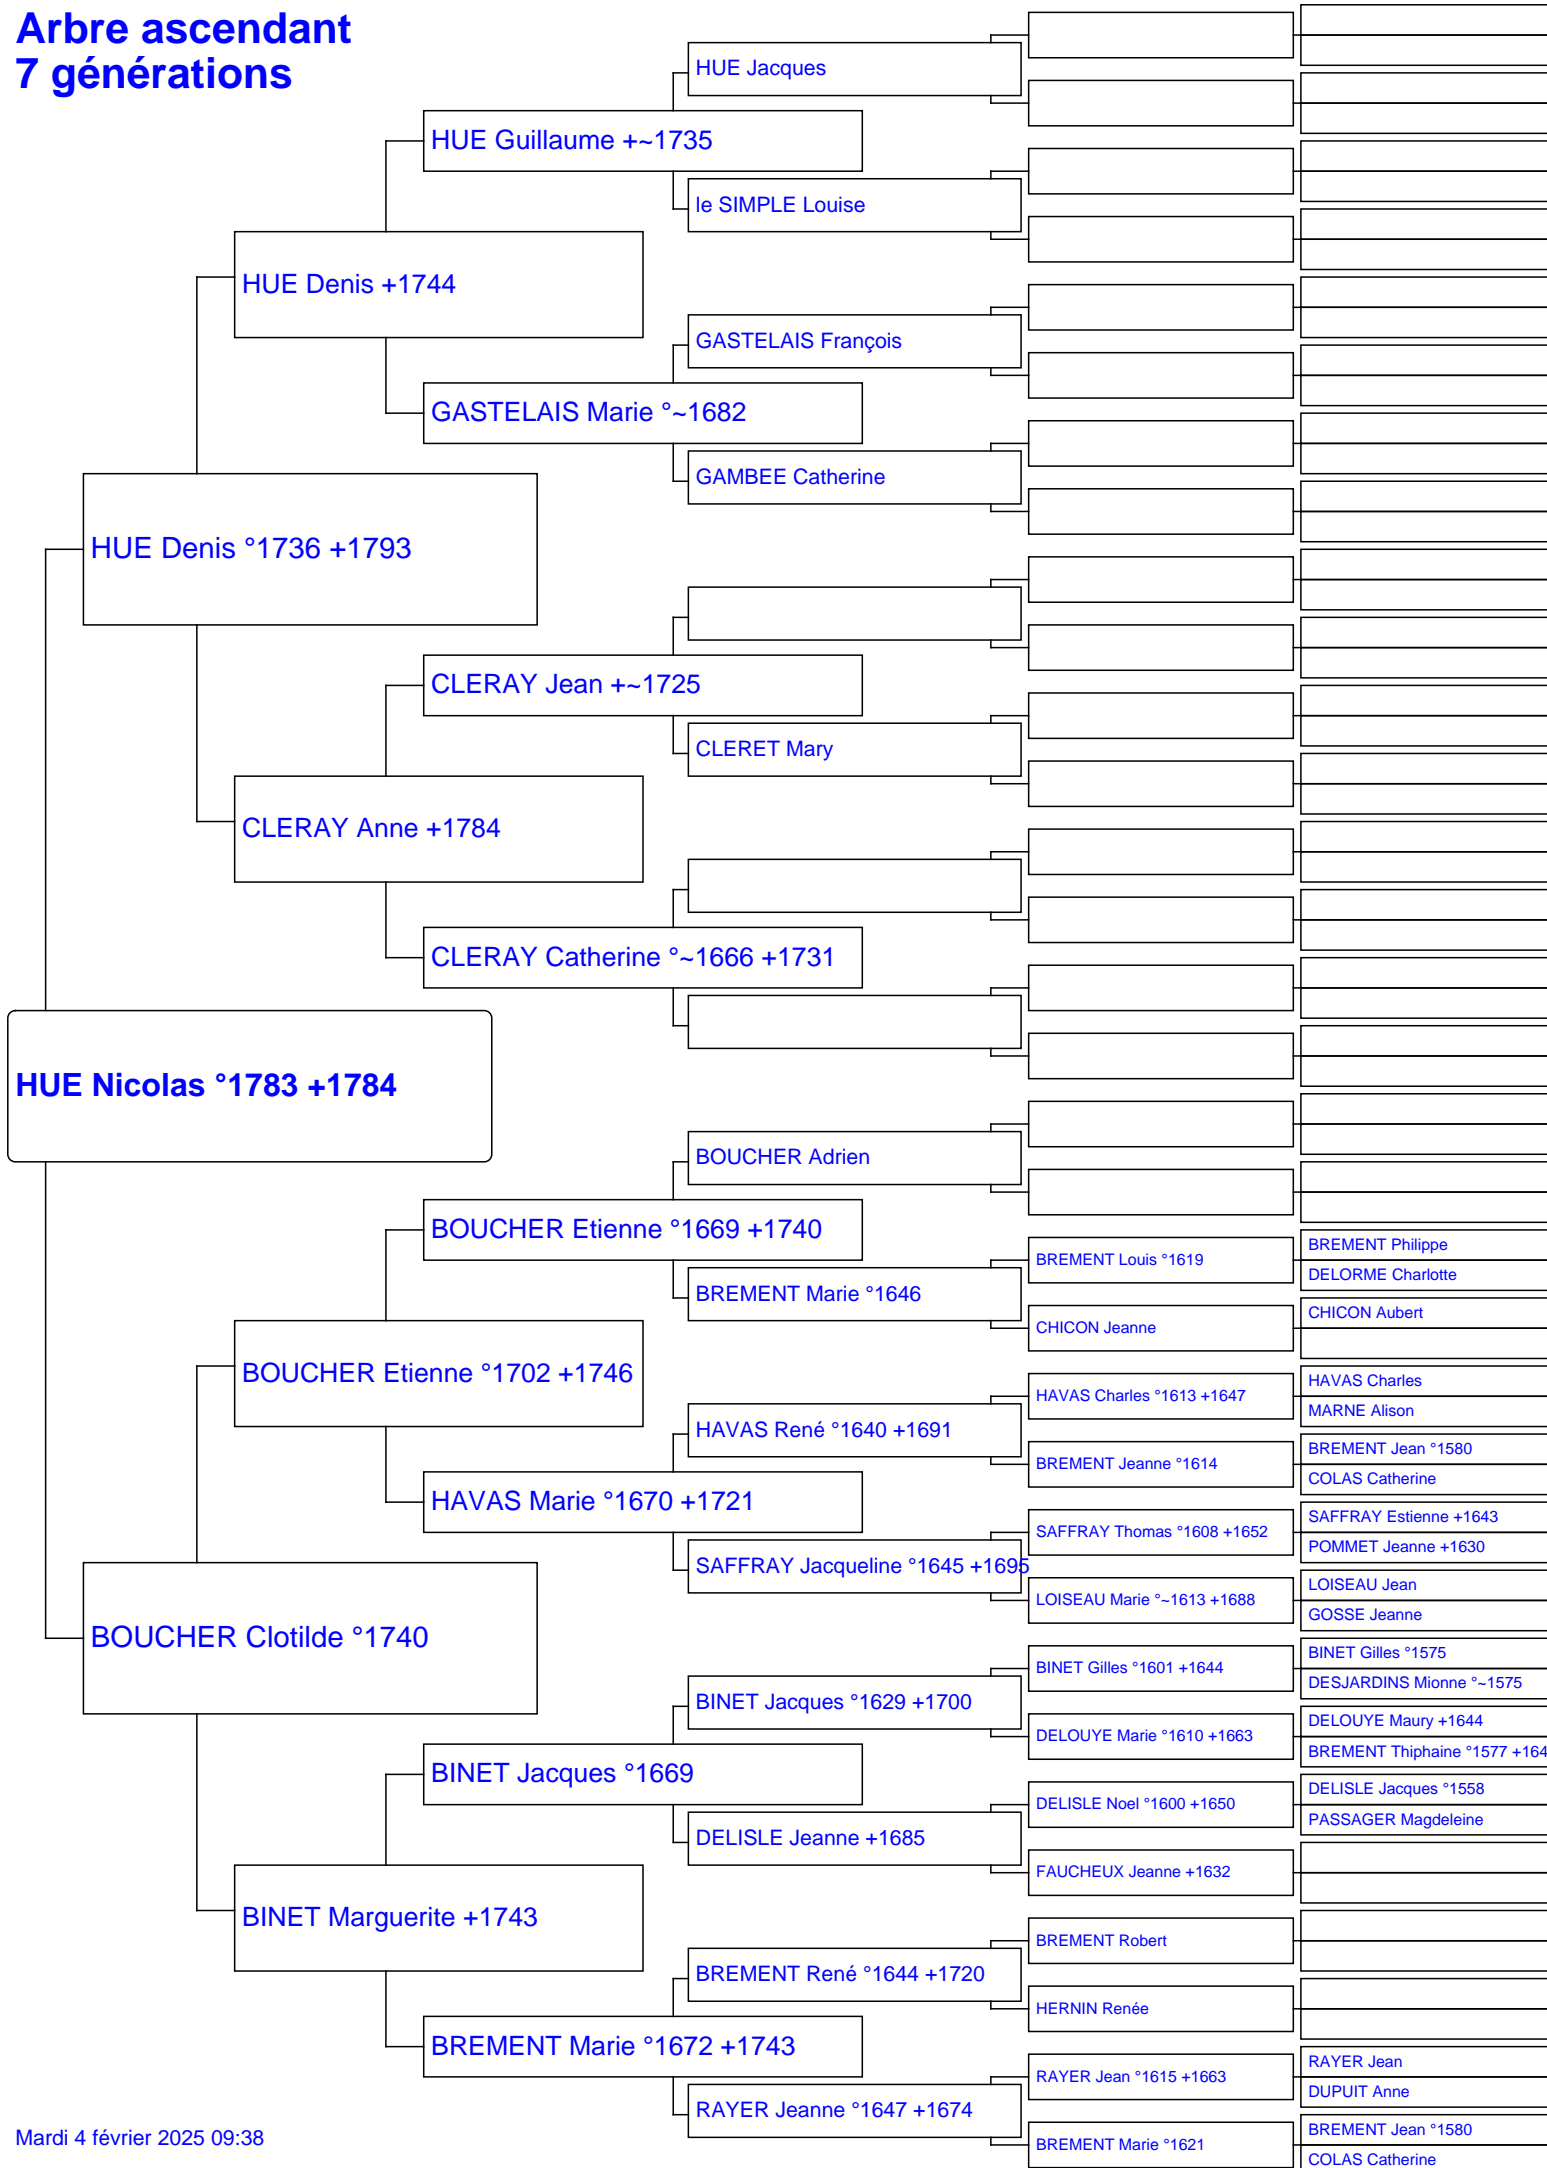 Arbre ascendant
7 générations
HUE Jacques
HUE Guillaume +~1735
le SIMPLE Louise
HUE Denis +1744
GASTELAIS François
GASTELAIS Marie °~1682
GAMBEE Catherine
HUE Denis °1736 +1793
CLERAY Jean +~1725
CLERET Mary
CLERAY Anne +1784
CLERAY Catherine °~1666 +1731
HUE Nicolas °1783 +1784
BOUCHER Adrien
BOUCHER Etienne °1669 +1740
BREMENT Philippe
BREMENT Louis °1619
DELORME Charlotte
BREMENT Marie °1646
CHICON Aubert
CHICON Jeanne
BOUCHER Etienne °1702 +1746
HAVAS Charles
HAVAS Charles °1613 +1647
MARNE Alison
HAVAS René °1640 +1691
BREMENT Jean °1580
BREMENT Jeanne °1614
COLAS Catherine
HAVAS Marie °1670 +1721
SAFFRAY Estienne +1643
SAFFRAY Thomas °1608 +1652
POMMET Jeanne +1630
SAFFRAY Jacqueline °1645 +1695
LOISEAU Jean
LOISEAU Marie °~1613 +1688
GOSSE Jeanne
BOUCHER Clotilde °1740
BINET Gilles °1575
BINET Gilles °1601 +1644
DESJARDINS Mionne °~1575
BINET Jacques °1629 +1700
DELOUYE Maury +1644
DELOUYE Marie °1610 +1663
BREMENT Thiphaine °1577 +164
BINET Jacques °1669
DELISLE Jacques °1558
DELISLE Noel °1600 +1650
PASSAGER Magdeleine
DELISLE Jeanne +1685
FAUCHEUX Jeanne +1632
BINET Marguerite +1743
BREMENT Robert
BREMENT René °1644 +1720
HERNIN Renée
BREMENT Marie °1672 +1743
RAYER Jean
RAYER Jean °1615 +1663
DUPUIT Anne
RAYER Jeanne °1647 +1674
BREMENT Jean °1580
BREMENT Marie °1621
COLAS Catherine
Mardi 4 février 2025 09:38